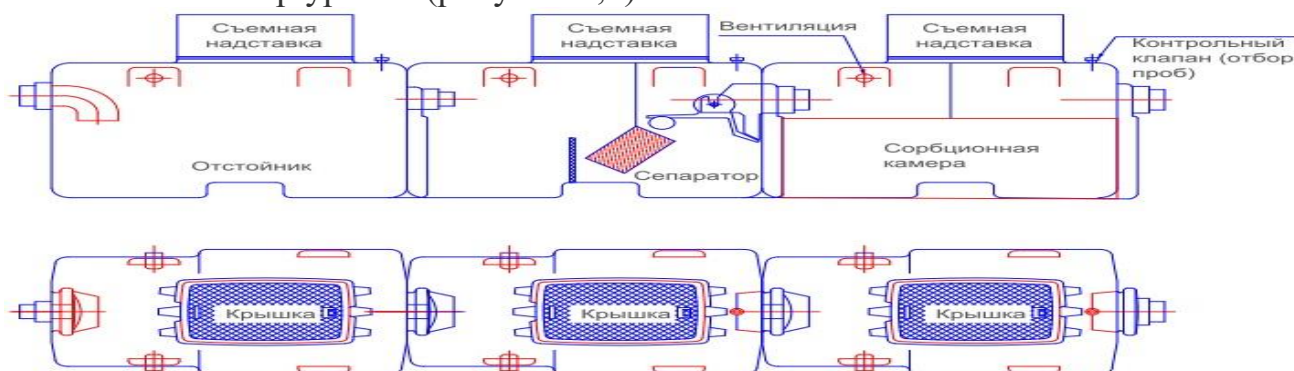 Съемная
надставка
Съемная
надставка
Вентиляция
Съемная
надставка
Контрольный
клапан (отбор
проб)
Отстойник
Сепаратор
Сорбционная
камера
Крышка
Крышка
Крышка